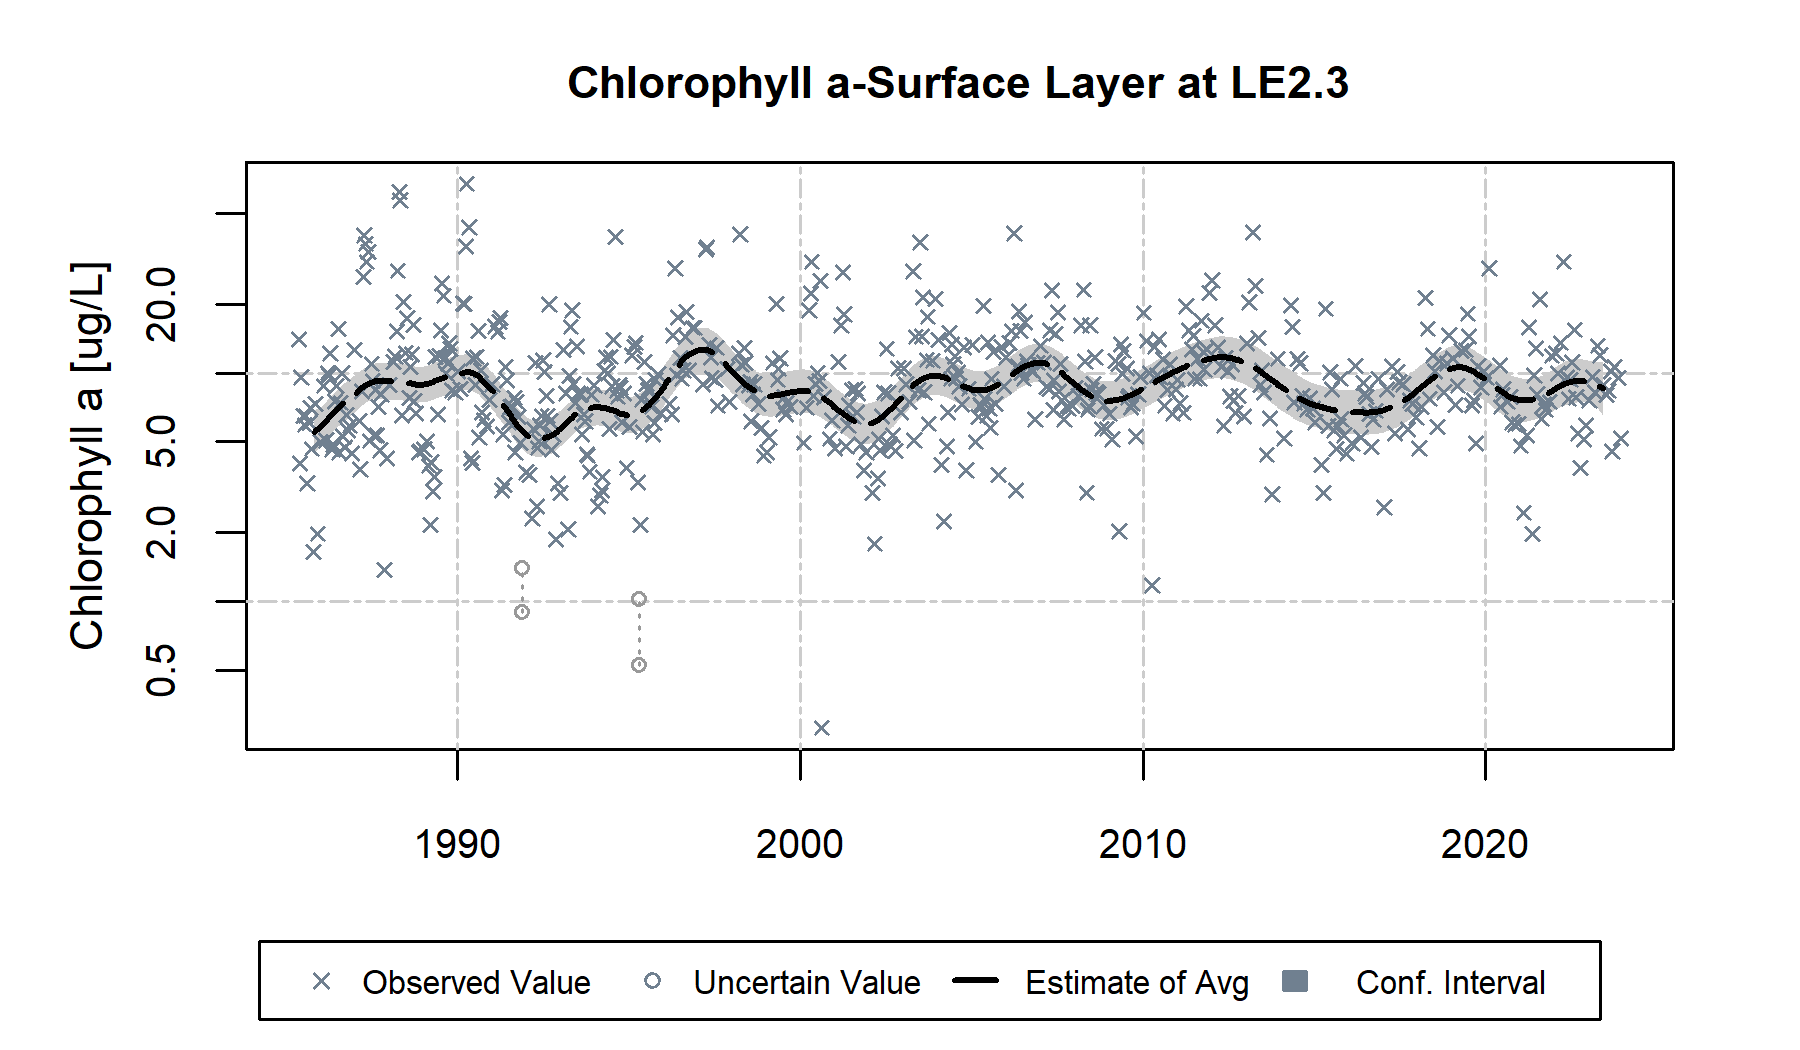 Chlorophyll a-Surface Layer at LE2.3
Chlorophyll a [ug/L]
20.0
5.0
2.0
0.5
1990 2000 2010 2020
Observed Value Uncertain Value Estimate of Avg Conf. Interval